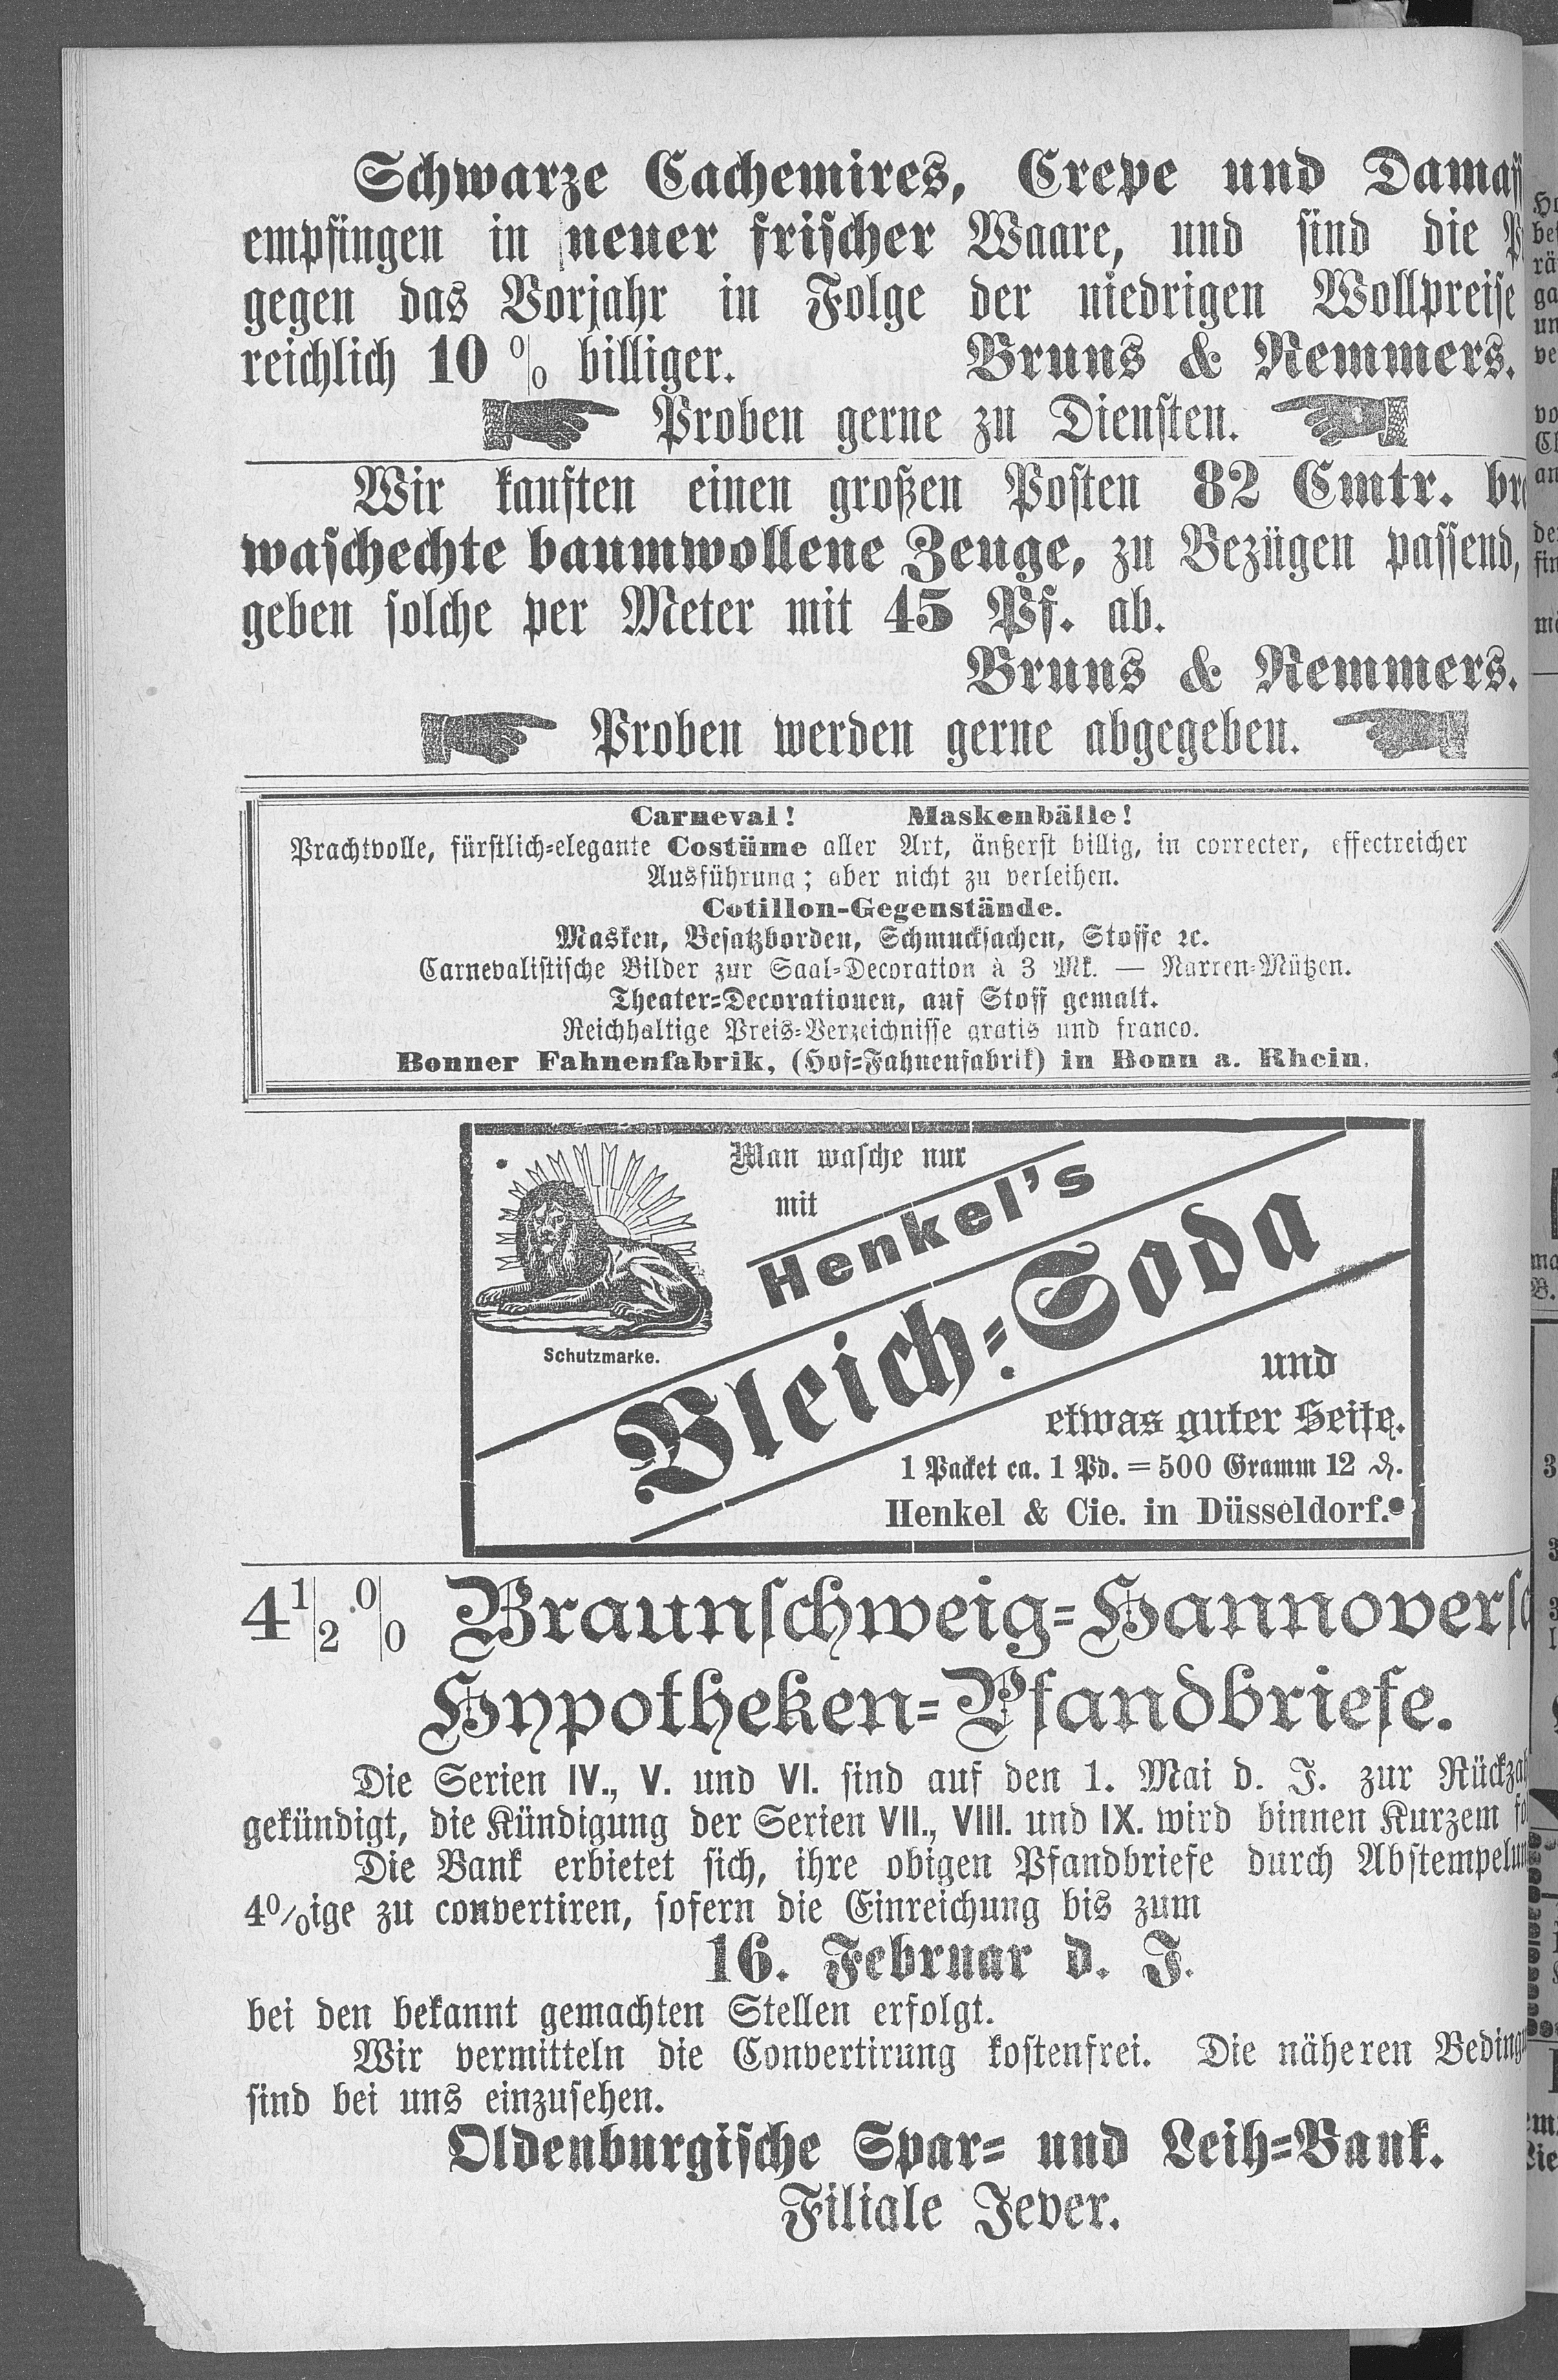 Schwarze Cachemires, Crepe und
empfingen in neuer frischer Waare, und sind die
gegen das Vorjahr in Folge der niedrigen Wollpreise
reichlich 10 % billiger. Bruns & Remmers.
Proben gerne zu Diensten.
Wir kauften einen großen Posten 82 Cmtr.
waschechte baumwollene Zeuge, zu Bezügen passend,
geben solche per Meter mit 45 Pf. ab.
Bruns & Remmers.
Proben werden gerne abgegeben.
Carneval! Maskenbälle!
Prachtvolle, fürstlich-elegante Costüme aller Art, änßerst billig, in correcter, effectreicher
Ausführung; aber nicht zu verleihen.
Cotillon-Gegenstände.
Masken, Besatzborden, Schmucksachen, Stoffe ꝛc.
Carnevalistische Bilder zur Saal-Decoration à 3 Mk. — Narren-Mützen.
Theater-Decorationen, auf Stoff gemalt.
Reichhaltige Preis-Verzeichnisse gratis und franco.
Bonner Fahnenfabrik, (Hof-Fahnenfabrik) in Bonn a. Rhein.
Man wasche nur
mit
Henkel's
Bleich-Soda
Schutzmarke.
und
etwas guter Seife.
1 Packet ca. 1 Pd. = 500 Gramm 12 ₰.
Henkel & Cie. in Düsseldorf.
4 1/2 % Braunschweig-Hannoversch
Hypotheken-Pfandbriefe.
Die Serien IV., V. und VI. sind auf den 1. Mai d. J. zur
gekündigt, die Kündigung der Serien VII., VIII. und IX. wird binnen Kurzem
Die Bank erbietet sich, ihre obigen Pfandbriefe durch
4%ige zu convertiren, sofern die Einreichung bis zum
16. Februar d. J.
bei den bekannt gemachten Stellen erfolgt.
Wir vermitteln die Convertirung kostenfrei. Die näheren
sind bei uns einzusehen.
Oldenburgische Spar- und Leih-Bank.
Filiale Jever.